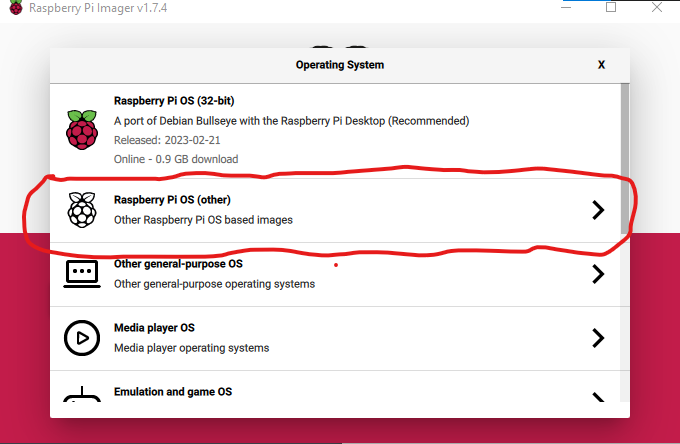 Raspberry Pi Imager v1.7.4
Operating System
X
Raspberry Pi OS (32-bit)
A port of Debian Bullseye with the Raspberry Pi Desktop (Recommended)
Released: 2023-02-21
Online - 0.9 GB download
Raspberry Pi OS (other)
Other Raspberry Pi OS based images
Other general-purpose OS
Other general-purpose operating systems
Media player OS
Media player operating systems
Emulation and game OS